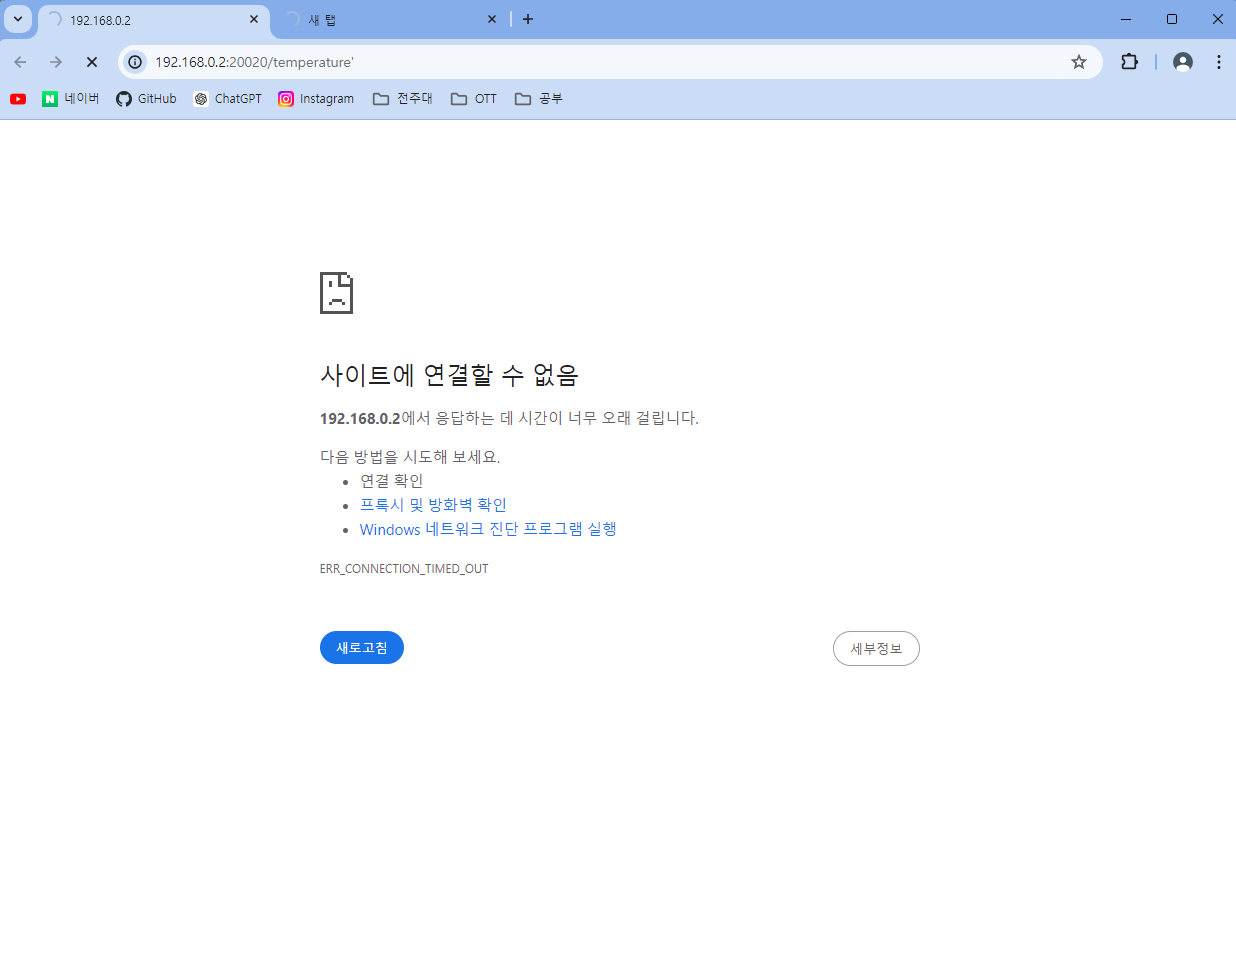 192.168.0.2
새 탭
192.168.0.2:20020/temperature'
네이버
GitHub
ChatGPT
Instagram
전주대
OTT
공부
사이트에 연결할 수 없음
192.168.0.2에서 응답하는 데 시간이 너무 오래 걸립니다.
다음 방법을 시도해 보세요.
연결 확인
프록시 및 방화벽 확인
Windows 네트워크 진단 프로그램 실행
ERR_CONNECTION_TIMED_OUT
새로고침
세부정보